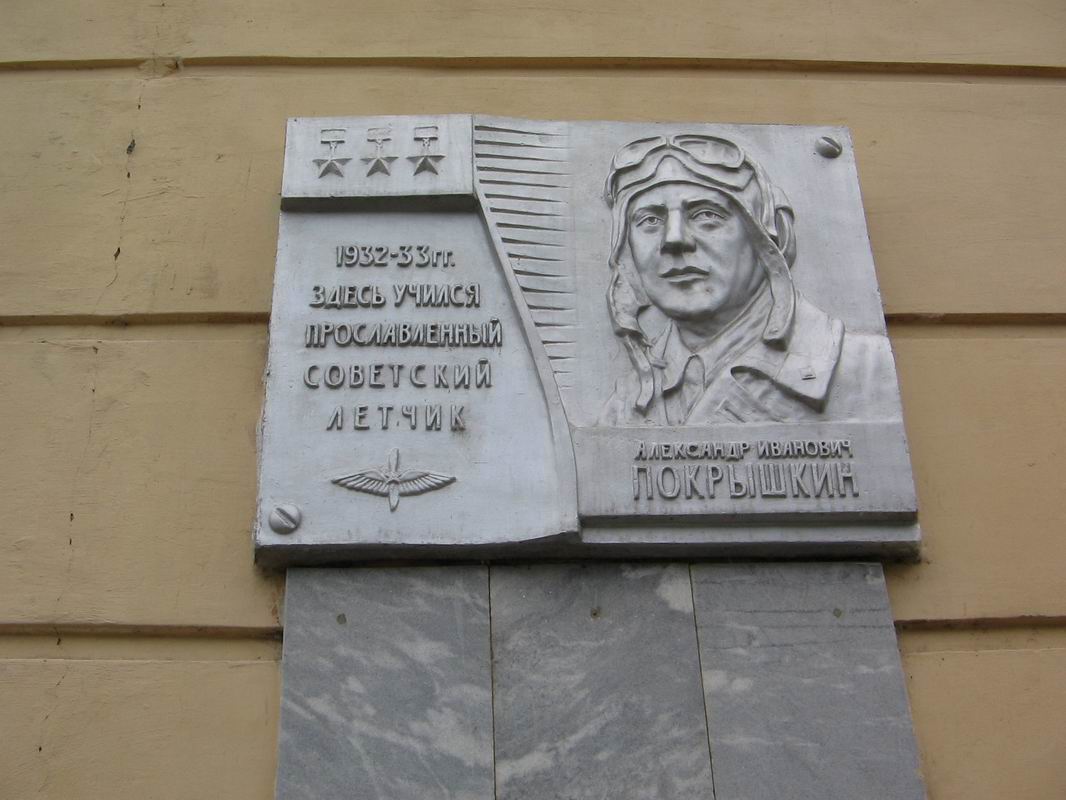 1932-33гг.
ЗДЕСЬ УЧИЛСЯ
ПРОСЛАВЛЕННЫЙ
СОВЕТСКИЙ
ЛЕТЧИК
АЛЕКСАНДР ИВАНОВИЧ
ПОКРЫШКИН